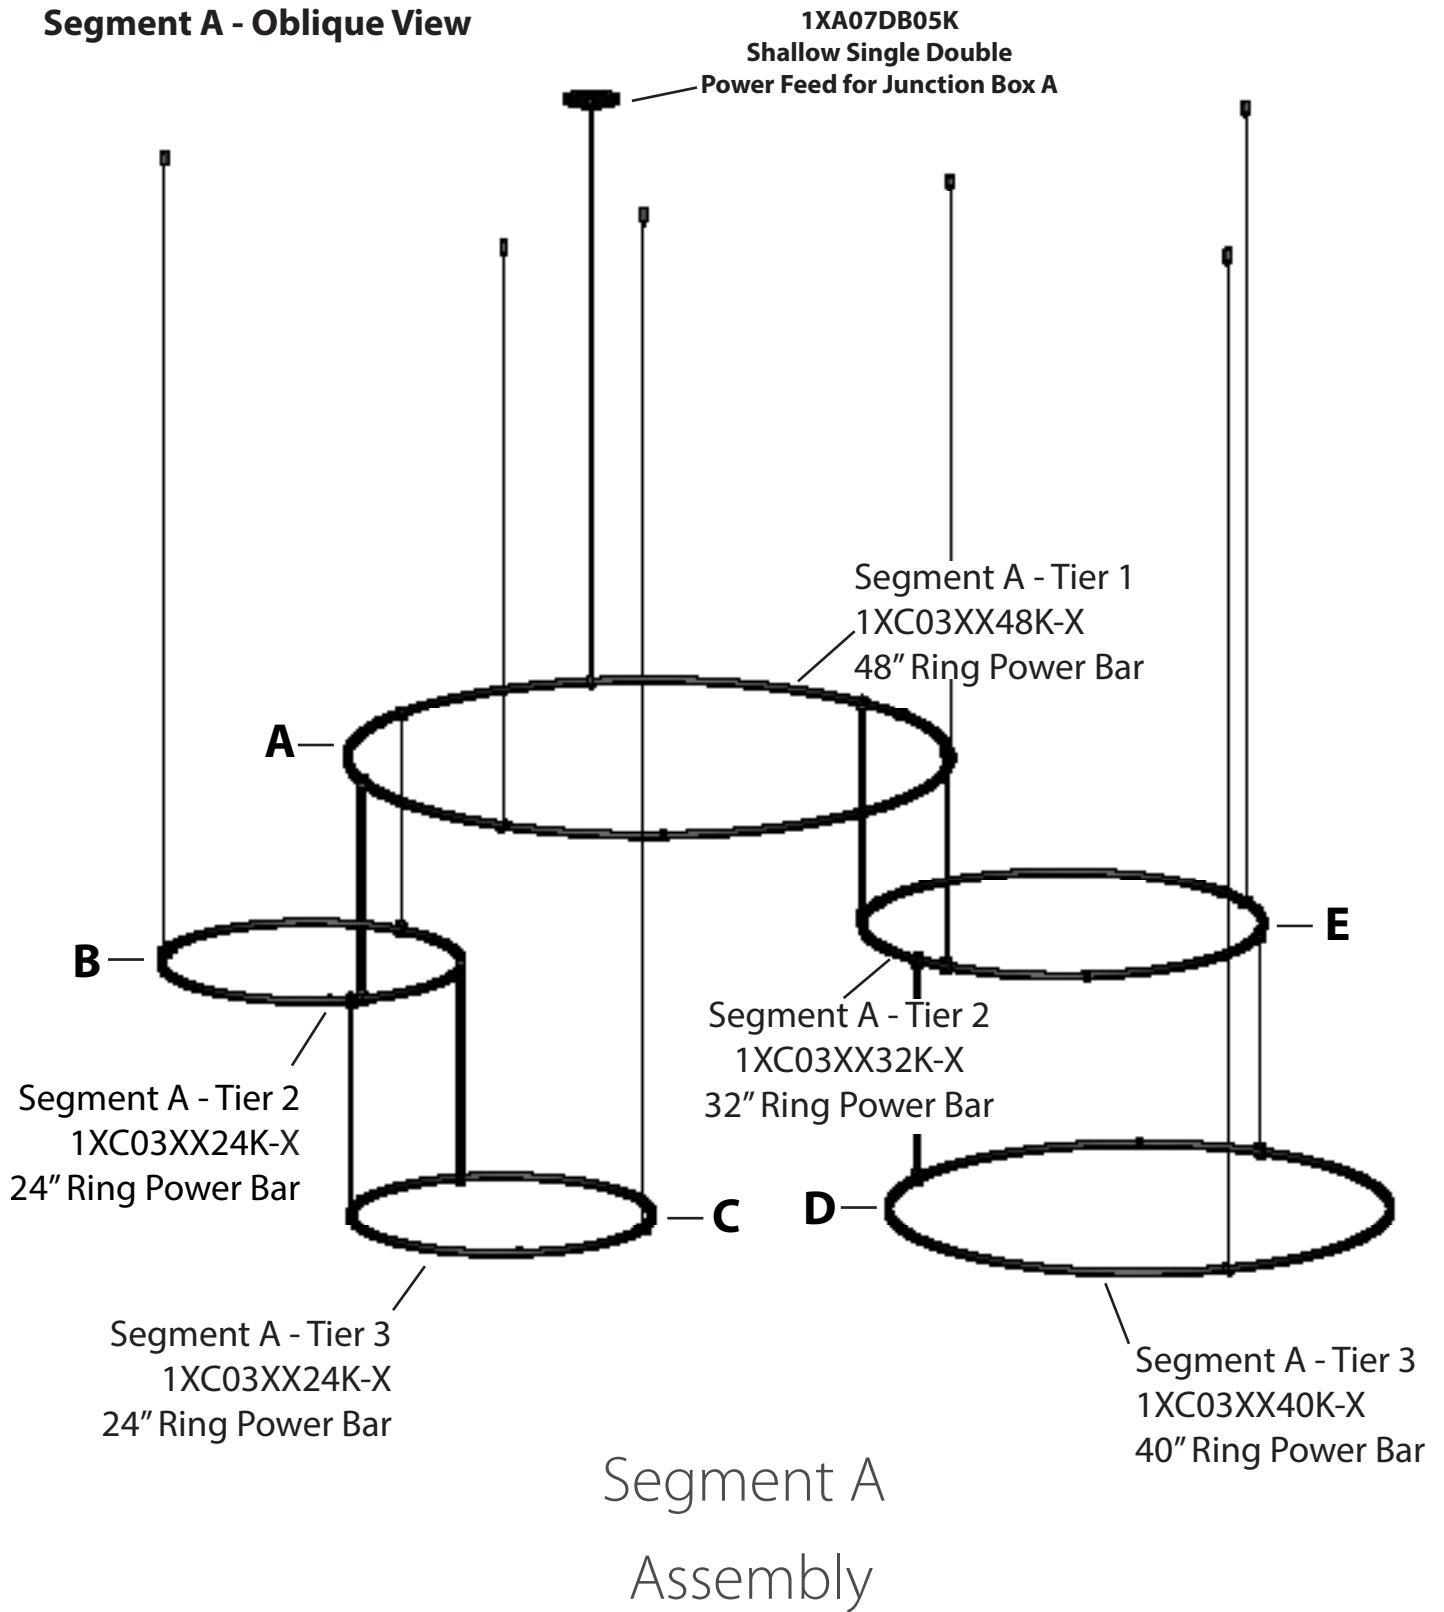 Segment A - Oblique View
1XA07DB05K
Shallow Single Double
Power Feed for Junction Box A
Segment A - Tier 1
1XC03XX48K-X
48” Ring Power Bar
A
B
E
Segment A - Tier 2
1XC03XX32K-X
32” Ring Power Bar
Segment A - Tier 2
1XC03XX24K-X
24” Ring Power Bar
C
D
Segment A - Tier 3
1XC03XX24K-X
24” Ring Power Bar
Segment A - Tier 3
1XC03XX40K-X
40” Ring Power Bar
Segment A
Assembly